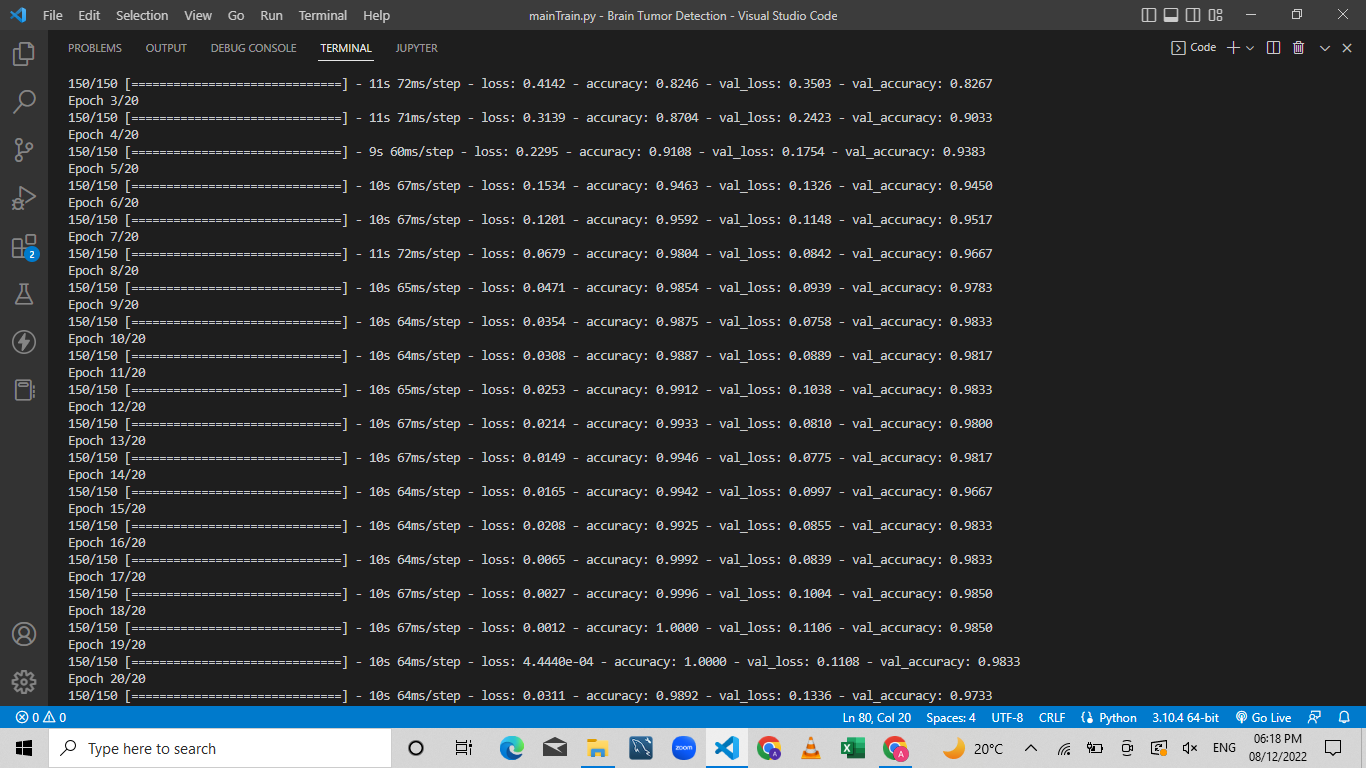 File Edit Selection View Go Run Terminal Help mainTrain.py - Brain Tumor Detection - Visual Studio Code
PROBLEMS OUTPUT DEBUG CONSOLE TERMINAL JUPYTER Code
150/150 [==============================] - 11s 72ms/step - loss: 0.4142 - accuracy: 0.8246 - val_loss: 0.3503 - val_accuracy: 0.8267
Epoch 3/20
150/150 [==============================] - 11s 71ms/step - loss: 0.3139 - accuracy: 0.8704 - val_loss: 0.2423 - val_accuracy: 0.9033
Epoch 4/20
150/150 [==============================] - 9s 60ms/step - loss: 0.2295 - accuracy: 0.9108 - val_loss: 0.1754 - val_accuracy: 0.9383
Epoch 5/20
150/150 [==============================] - 10s 67ms/step - loss: 0.1534 - accuracy: 0.9463 - val_loss: 0.1326 - val_accuracy: 0.9450
Epoch 6/20
150/150 [==============================] - 10s 67ms/step - loss: 0.1201 - accuracy: 0.9592 - val_loss: 0.1148 - val_accuracy: 0.9517
Epoch 7/20
150/150 [==============================] - 11s 72ms/step - loss: 0.0679 - accuracy: 0.9804 - val_loss: 0.0842 - val_accuracy: 0.9667
Epoch 8/20
150/150 [==============================] - 10s 65ms/step - loss: 0.0471 - accuracy: 0.9854 - val_loss: 0.0939 - val_accuracy: 0.9783
Epoch 9/20
150/150 [==============================] - 10s 64ms/step - loss: 0.0354 - accuracy: 0.9875 - val_loss: 0.0758 - val_accuracy: 0.9833
Epoch 10/20
150/150 [==============================] - 10s 64ms/step - loss: 0.0308 - accuracy: 0.9887 - val_loss: 0.0889 - val_accuracy: 0.9817
Epoch 11/20
150/150 [==============================] - 10s 65ms/step - loss: 0.0253 - accuracy: 0.9912 - val_loss: 0.1038 - val_accuracy: 0.9833
Epoch 12/20
150/150 [==============================] - 10s 67ms/step - loss: 0.0214 - accuracy: 0.9933 - val_loss: 0.0810 - val_accuracy: 0.9800
Epoch 13/20
150/150 [==============================] - 10s 67ms/step - loss: 0.0149 - accuracy: 0.9946 - val_loss: 0.0775 - val_accuracy: 0.9817
Epoch 14/20
150/150 [==============================] - 10s 64ms/step - loss: 0.0165 - accuracy: 0.9942 - val_loss: 0.0997 - val_accuracy: 0.9667
Epoch 15/20
150/150 [==============================] - 10s 64ms/step - loss: 0.0208 - accuracy: 0.9925 - val_loss: 0.0855 - val_accuracy: 0.9833
Epoch 16/20
150/150 [==============================] - 10s 64ms/step - loss: 0.0065 - accuracy: 0.9992 - val_loss: 0.0839 - val_accuracy: 0.9833
Epoch 17/20
150/150 [==============================] - 10s 67ms/step - loss: 0.0027 - accuracy: 0.9996 - val_loss: 0.1004 - val_accuracy: 0.9850
Epoch 18/20
150/150 [==============================] - 10s 67ms/step - loss: 0.0012 - accuracy: 1.0000 - val_loss: 0.1106 - val_accuracy: 0.9850
Epoch 19/20
150/150 [==============================] - 10s 64ms/step - loss: 4.4440e-04 - accuracy: 1.0000 - val_loss: 0.1108 - val_accuracy: 0.9833
Epoch 20/20
150/150 [==============================] - 10s 64ms/step - loss: 0.0311 - accuracy: 0.9892 - val_loss: 0.1336 - val_accuracy: 0.9733
2
0 0 Ln 80, Col 20 Spaces: 4 UTF-8 CRLF Python 3.10.4 64-bit Go Live
Type here to search zoom A A 20°C ENG 06:18 PM
08/12/2022